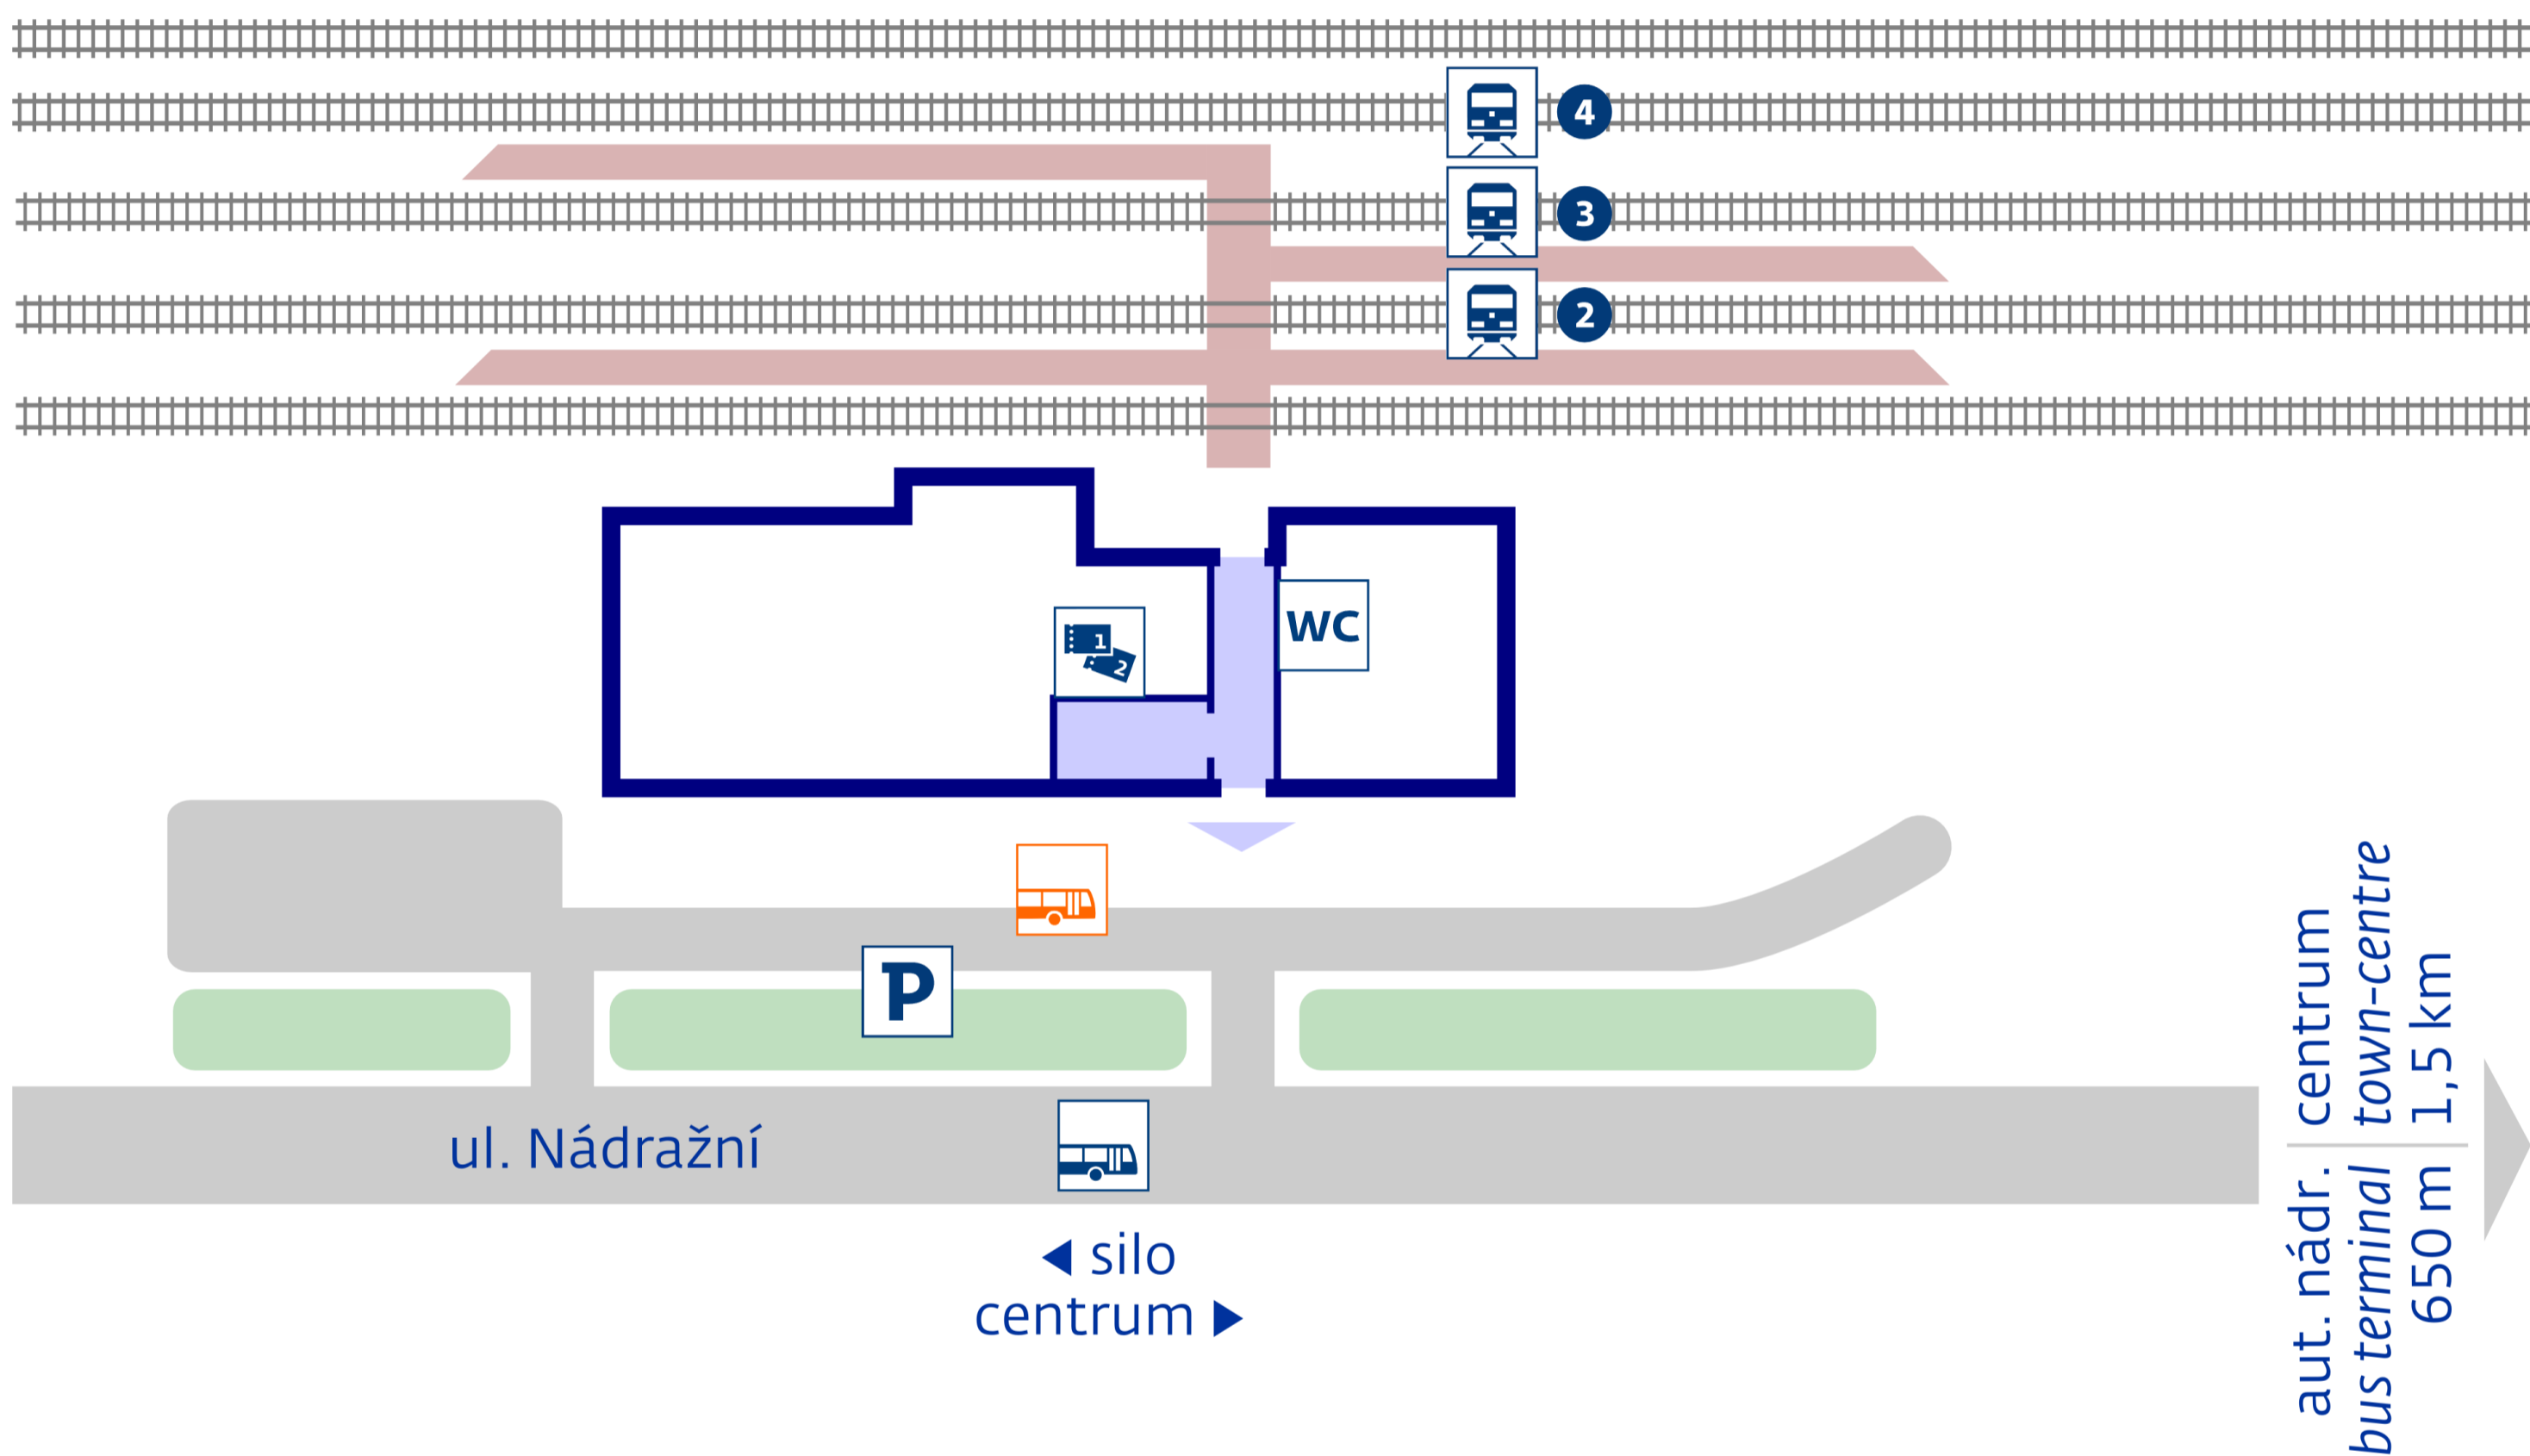 4
3
2
1
2
WC
P
ul. Nádražní
silo
centrum
centrum
town-centre
1,5 km
aut. nádr.
bus terminal
650 m